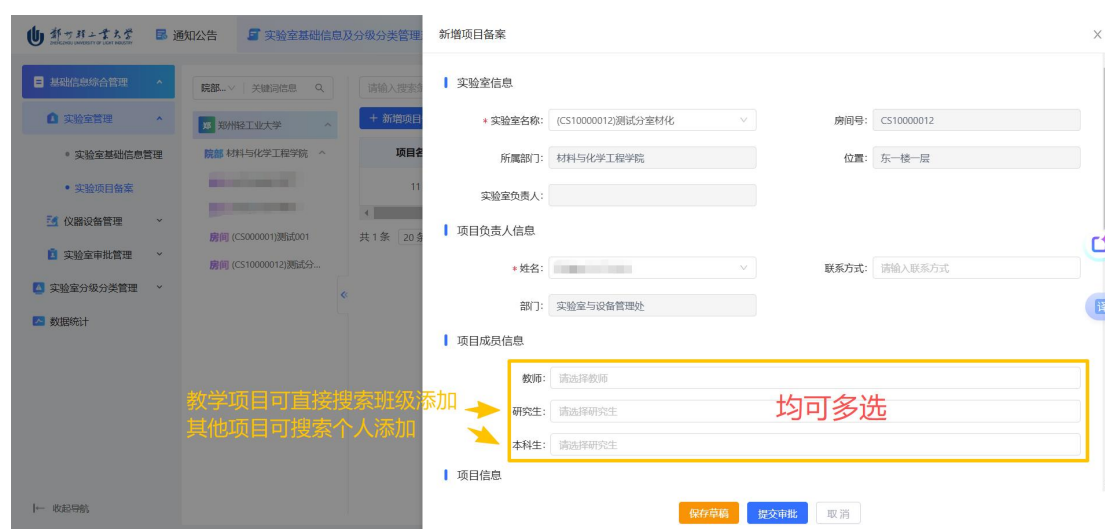 郑州轻工业大学
ZHENGZHOU UNIVERSITY OF LIGHT INDUSTRY
通知公告
实验室基础信息及分级分类管理
基础信息综合管理
实验室管理
实验室基础信息管理
实验项目备案
仪器设备管理
实验室审批管理
实验室分级分类管理
数据统计
收起导航
院部...
关键词信息
郑 郑州轻工业大学
院部 材料与化学工程学院
房间 (CS000001)测试001
房间 (CS10000012)测试分...
请输入搜索
+ 新增项目
项目名
11
共 1 条 20
新增项目备案
实验室信息
* 实验室名称: (CS10000012)测试分室材化
房间号: CS10000012
所属部门: 材料与化学工程学院
位置: 东一楼一层
实验室负责人:
项目负责人信息
* 姓名:
联系方式: 请输入联系方式
部门: 实验室与设备管理处
项目成员信息
教师: 请选择教师
研究生: 请选择研究生
本科生: 请选择研究生
教学项目可直接搜索班级添加
其他项目可搜索个人添加
均可多选
项目信息
保存草稿
提交审批
取 消